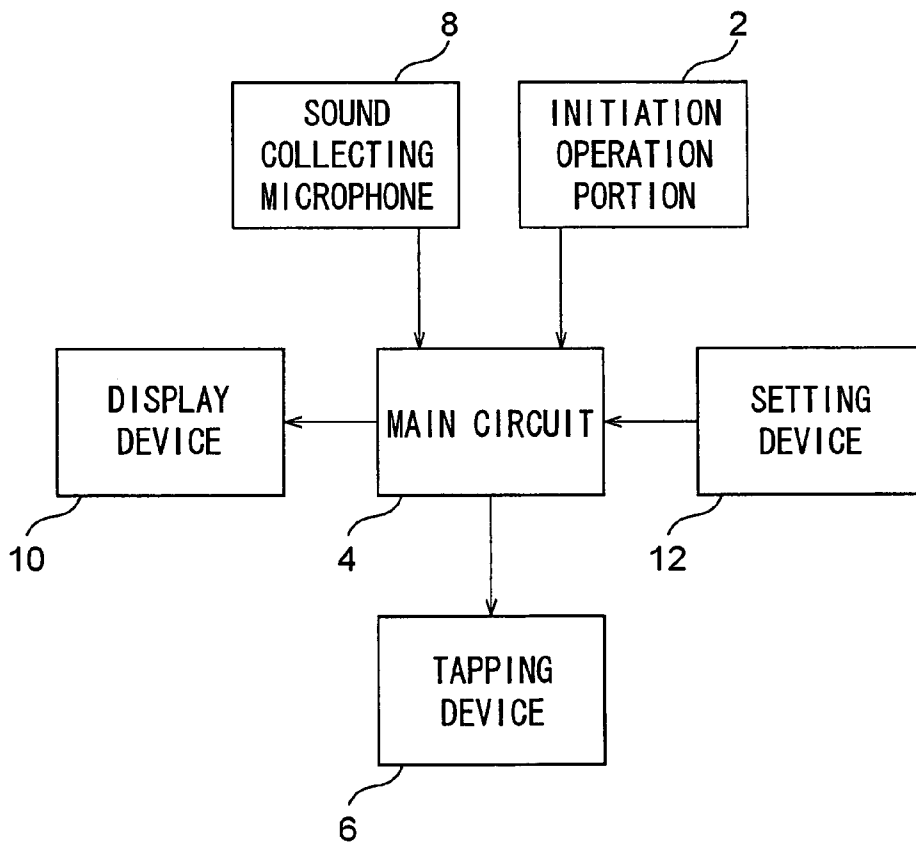 8
2
SOUND
COLLECTING
MICROPHONE
INITIATION
OPERATION
PORTION
DISPLAY
DEVICE
MAIN CIRCUIT
SETTING
DEVICE
10
4
12
TAPPING
DEVICE
6